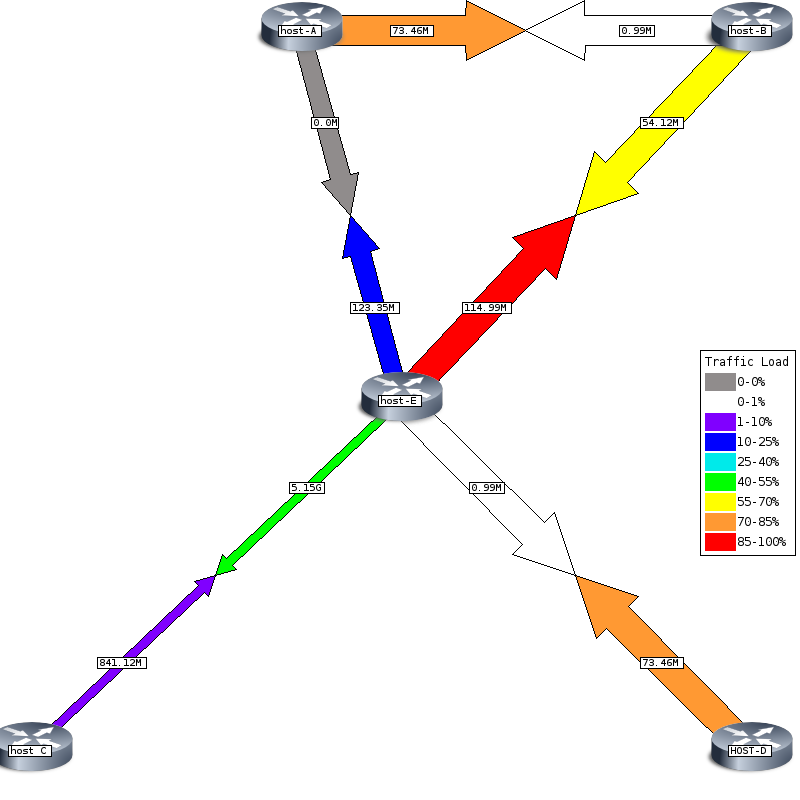 host-A
73.46M
0.99M
host-B
0.0M
54.12M
123.35M
114.99M
Traffic Load
0-0%
0-1%
1-10%
10-25%
25-40%
40-55%
55-70%
70-85%
85-100%
host-E
5.15G
0.99M
841.12M
73.46M
host C
HOST-D